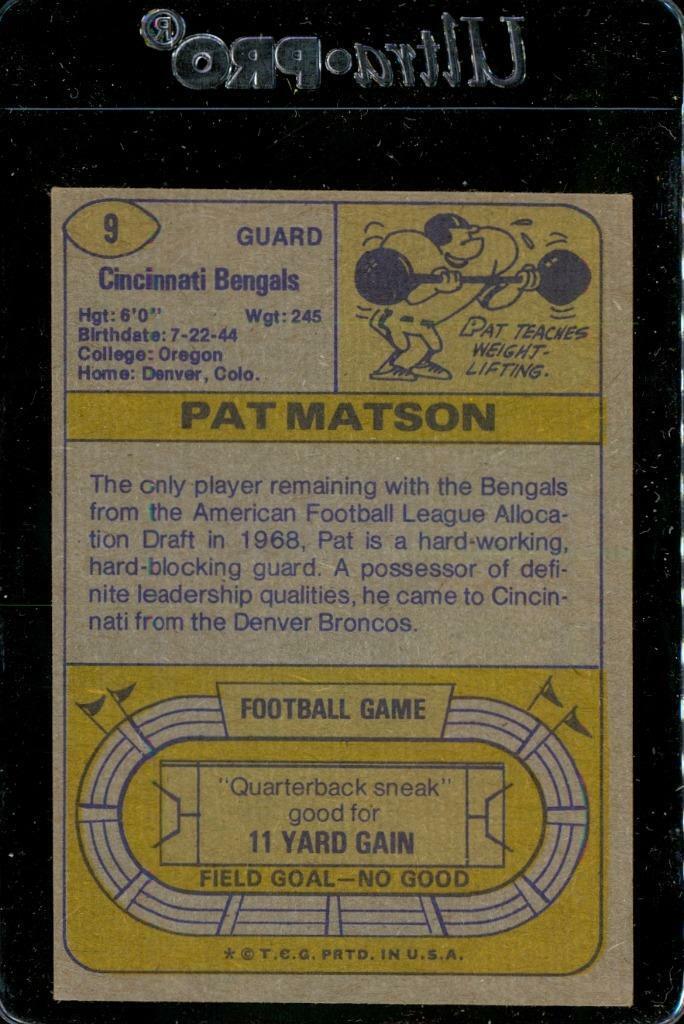 Ultra•PRO®
9
GUARD
Cincinnati Bengals
Hgt: 6'0" Wgt: 245
Birthdate: 7-22-44
College: Oregon
Home: Denver, Colo.
PAT TEACHES
WEIGHT-
LIFTING.
PAT MATSON
The only player remaining with the Bengals
from the American Football League Alloca-
tion Draft in 1968, Pat is a hard-working,
hard-blocking guard. A possessor of defi-
nite leadership qualities, he came to Cincin-
nati from the Denver Broncos.
FOOTBALL GAME
"Quarterback sneak"
good for
11 YARD GAIN
FIELD GOAL—NO GOOD
* © T.C.G. PRTD. IN U.S.A.